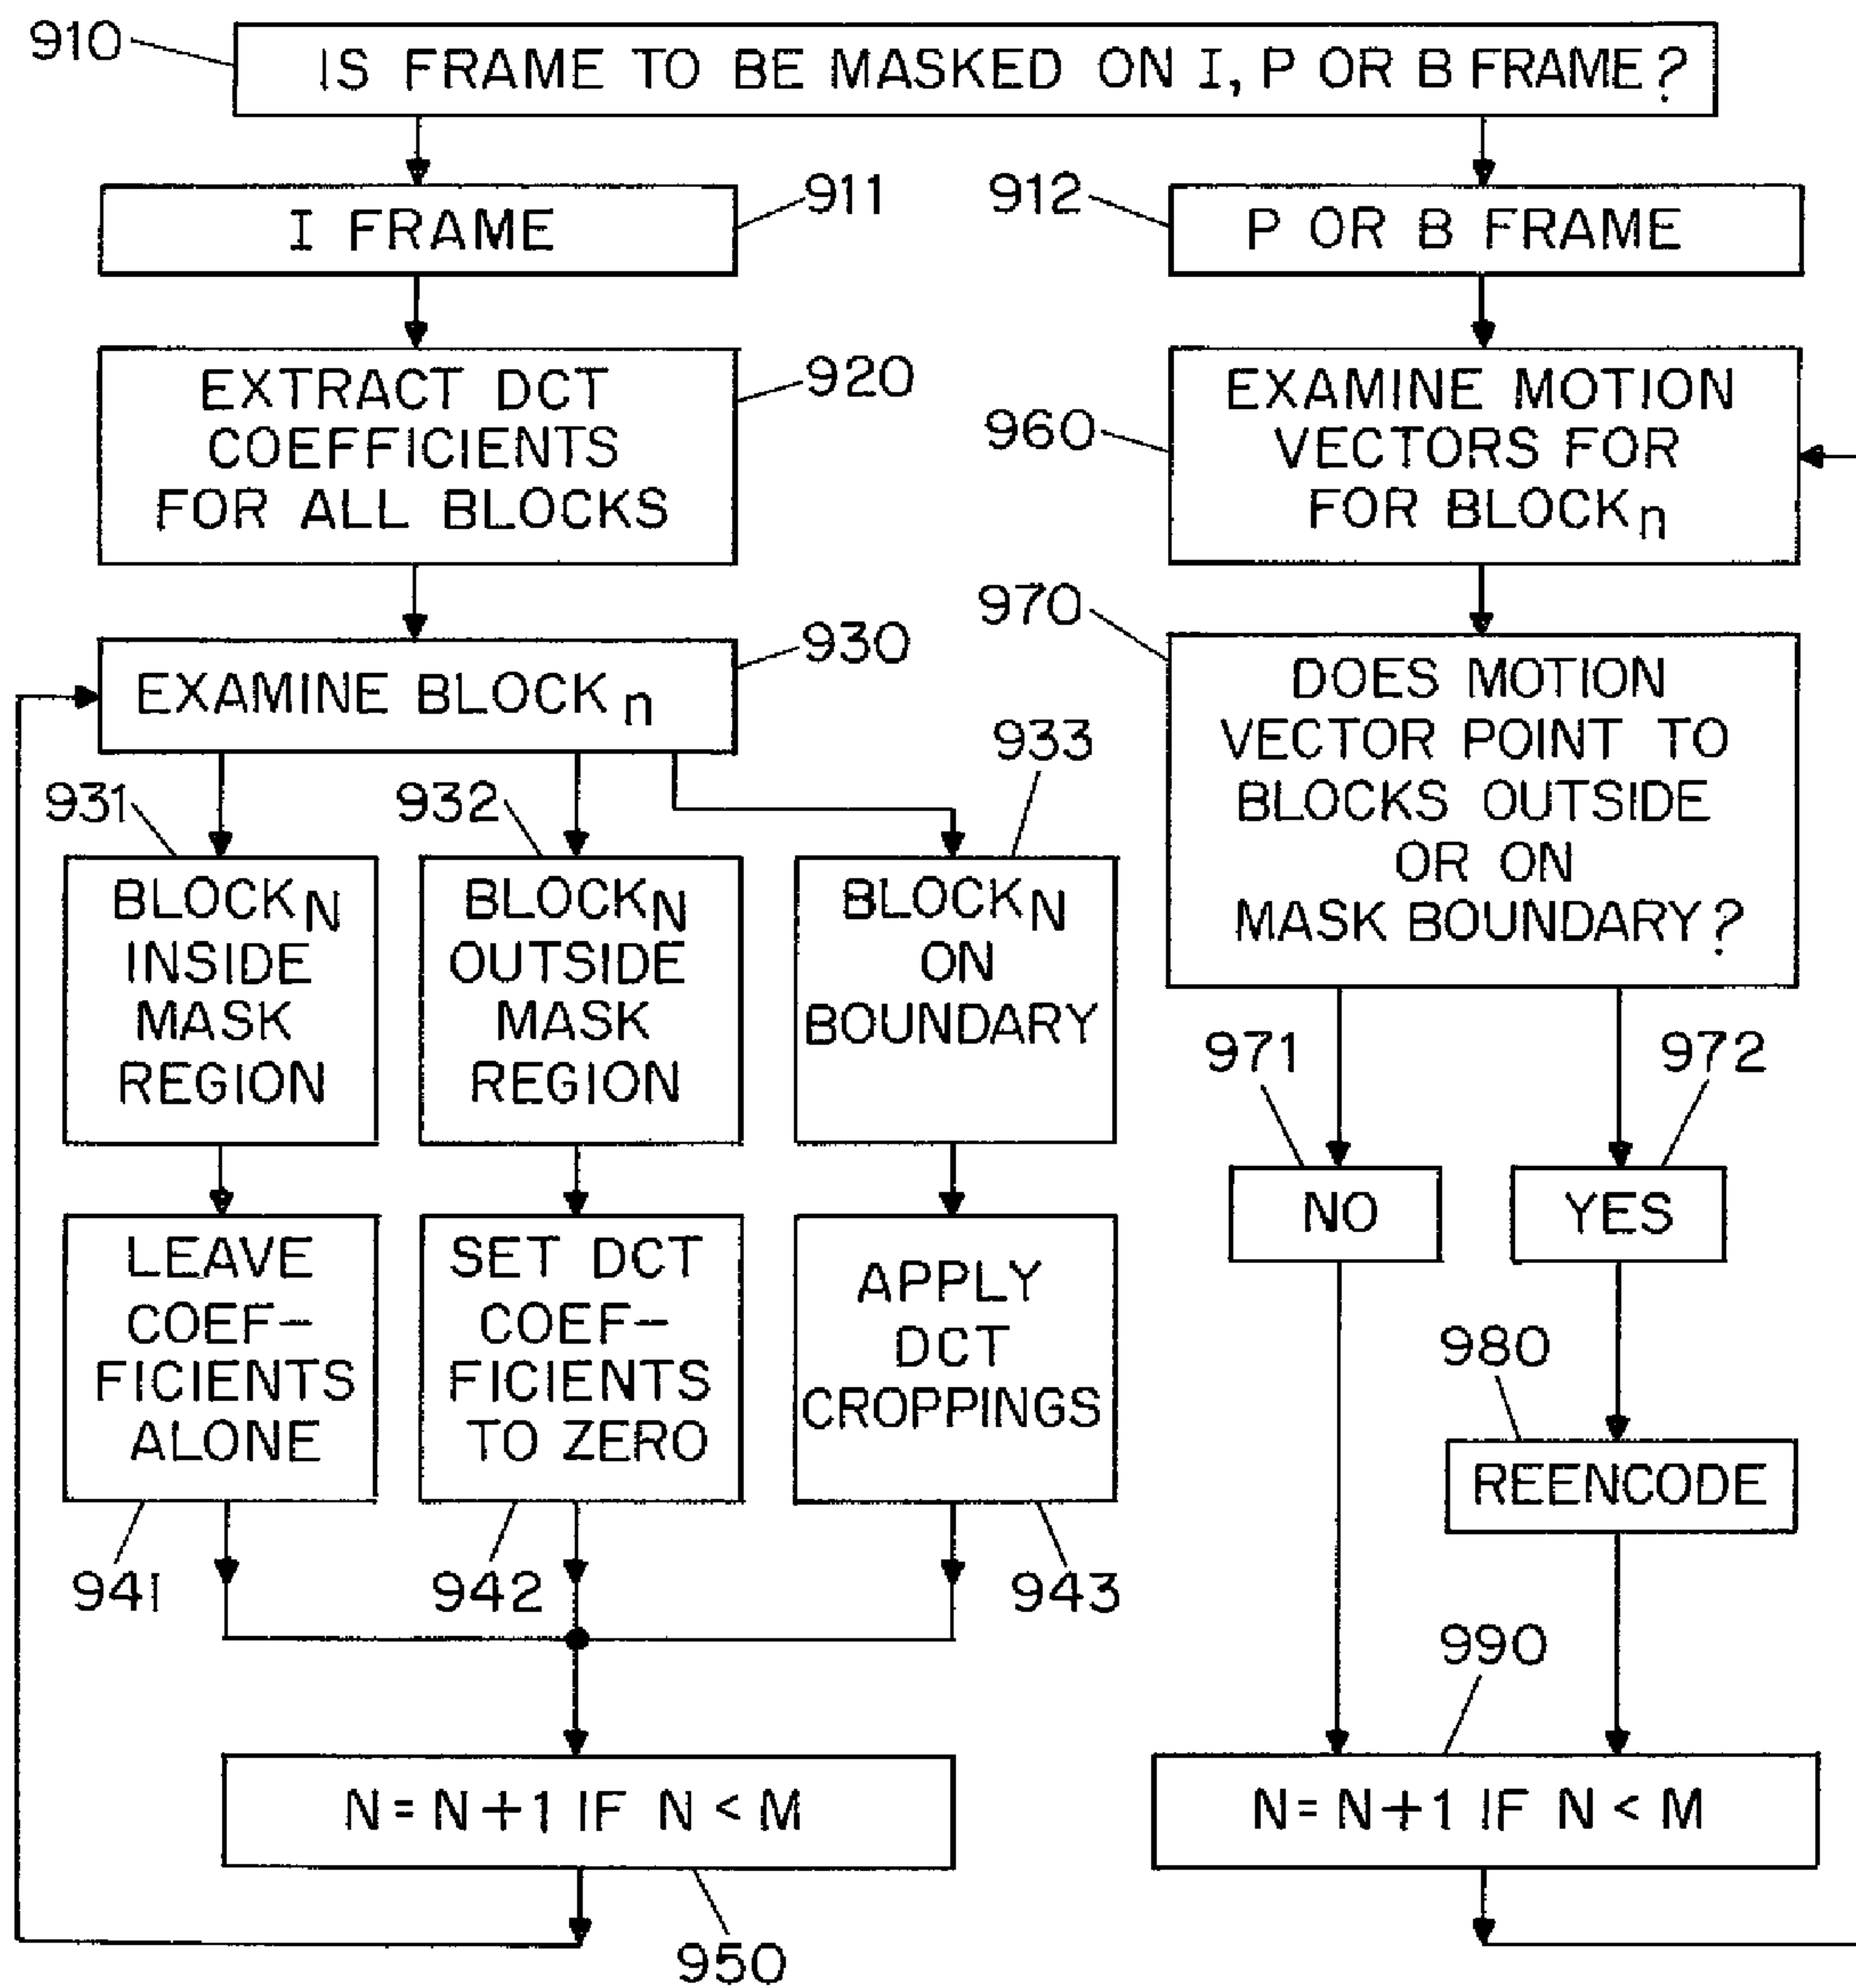 910
IS FRAME TO BE MASKED ON I, P OR B FRAME?
I FRAME
911
912
P OR B FRAME
EXTRACT DCT
COEFFICIENTS
FOR ALL BLOCKS
920
960
EXAMINE MOTION
VECTORS FOR
FOR BLOCKn
EXAMINE BLOCKn
930
970
DOES MOTION
VECTOR POINT TO
BLOCKS OUTSIDE
OR ON
MASK BOUNDARY?
931
932
933
BLOCKN
INSIDE
MASK
REGION
BLOCKN
OUTSIDE
MASK
REGION
BLOCKN
ON
BOUNDARY
971
972
NO
YES
LEAVE
COEF-
FICIENTS
ALONE
SET DCT
COEF-
FICIENTS
TO ZERO
APPLY
DCT
CROPPINGS
980
REENCODE
941
942
943
990
N=N+1 IF N < M
N=N+1 IF N < M
950